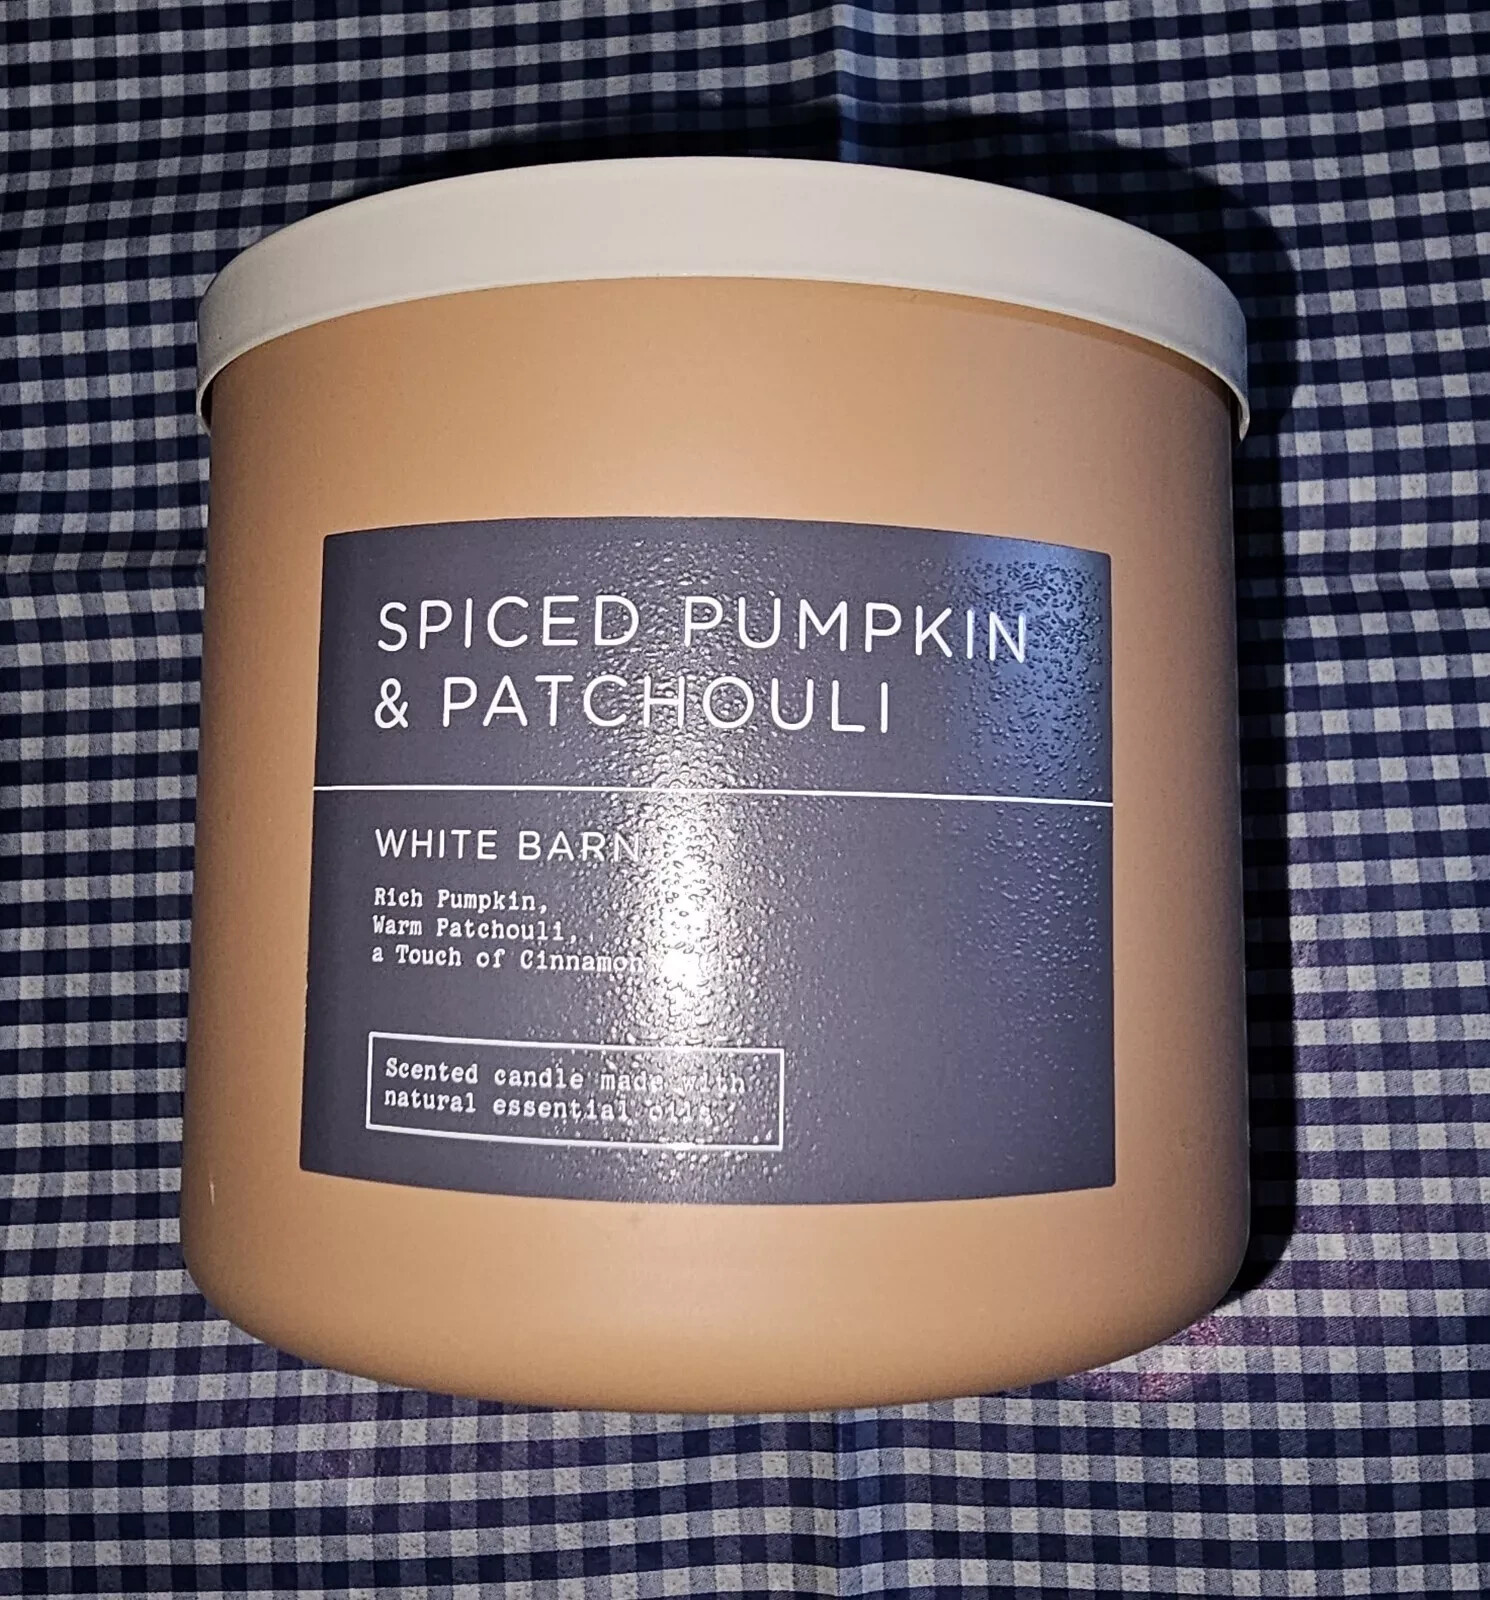 SPICED PUMPKIN
& PATCHOULI
WHITE BARN
Rich Pumpkin,
Warm Patchouli,
a Touch of Cinnamon
Scented candle made with
natural essential oils.